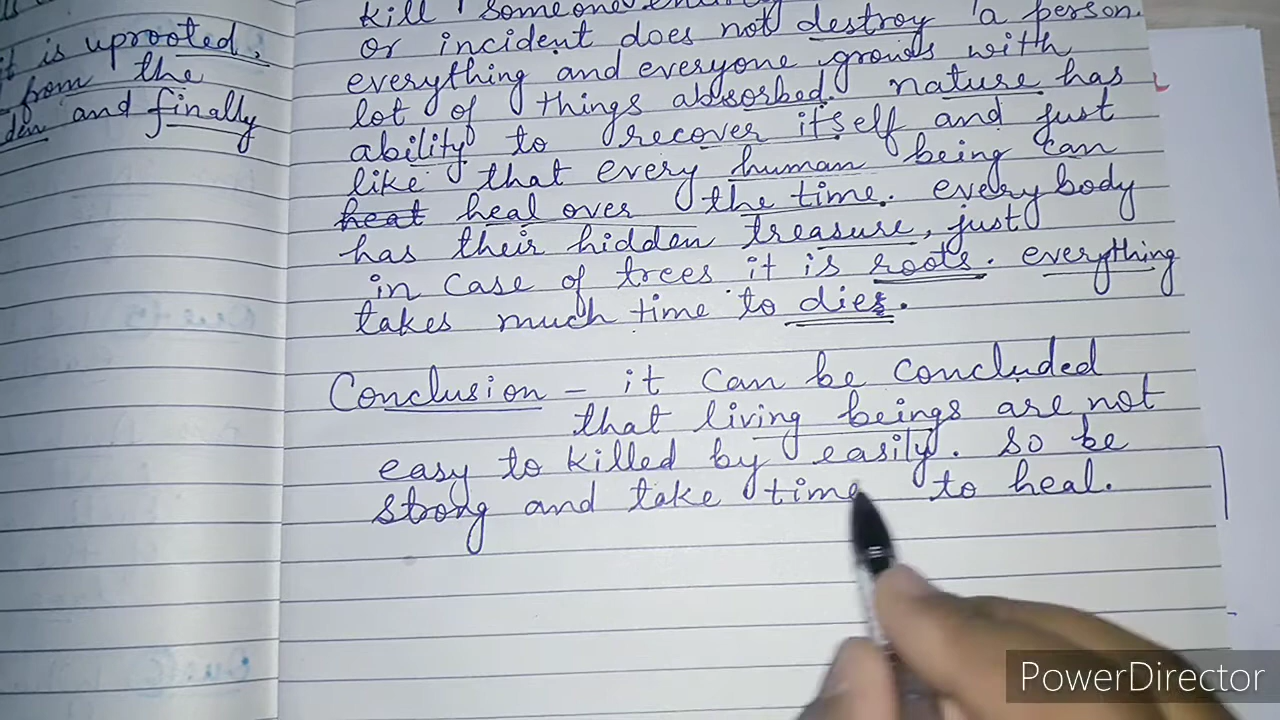 it is uprooted,
from the
and finally
kill someone
or incident does not destroy a person.
everything and everyone grows with
lot of things absorbed nature has
ability to recover itself and just
like that every human being can
heat heal over the time. everybody
has their hidden treasure, just
in case of trees it is roots. everything
takes much time to dies.
Conclusion - it can be concluded
that living beings are not
easy to killed by easily. so be
strong and take time to heal.
PowerDirector